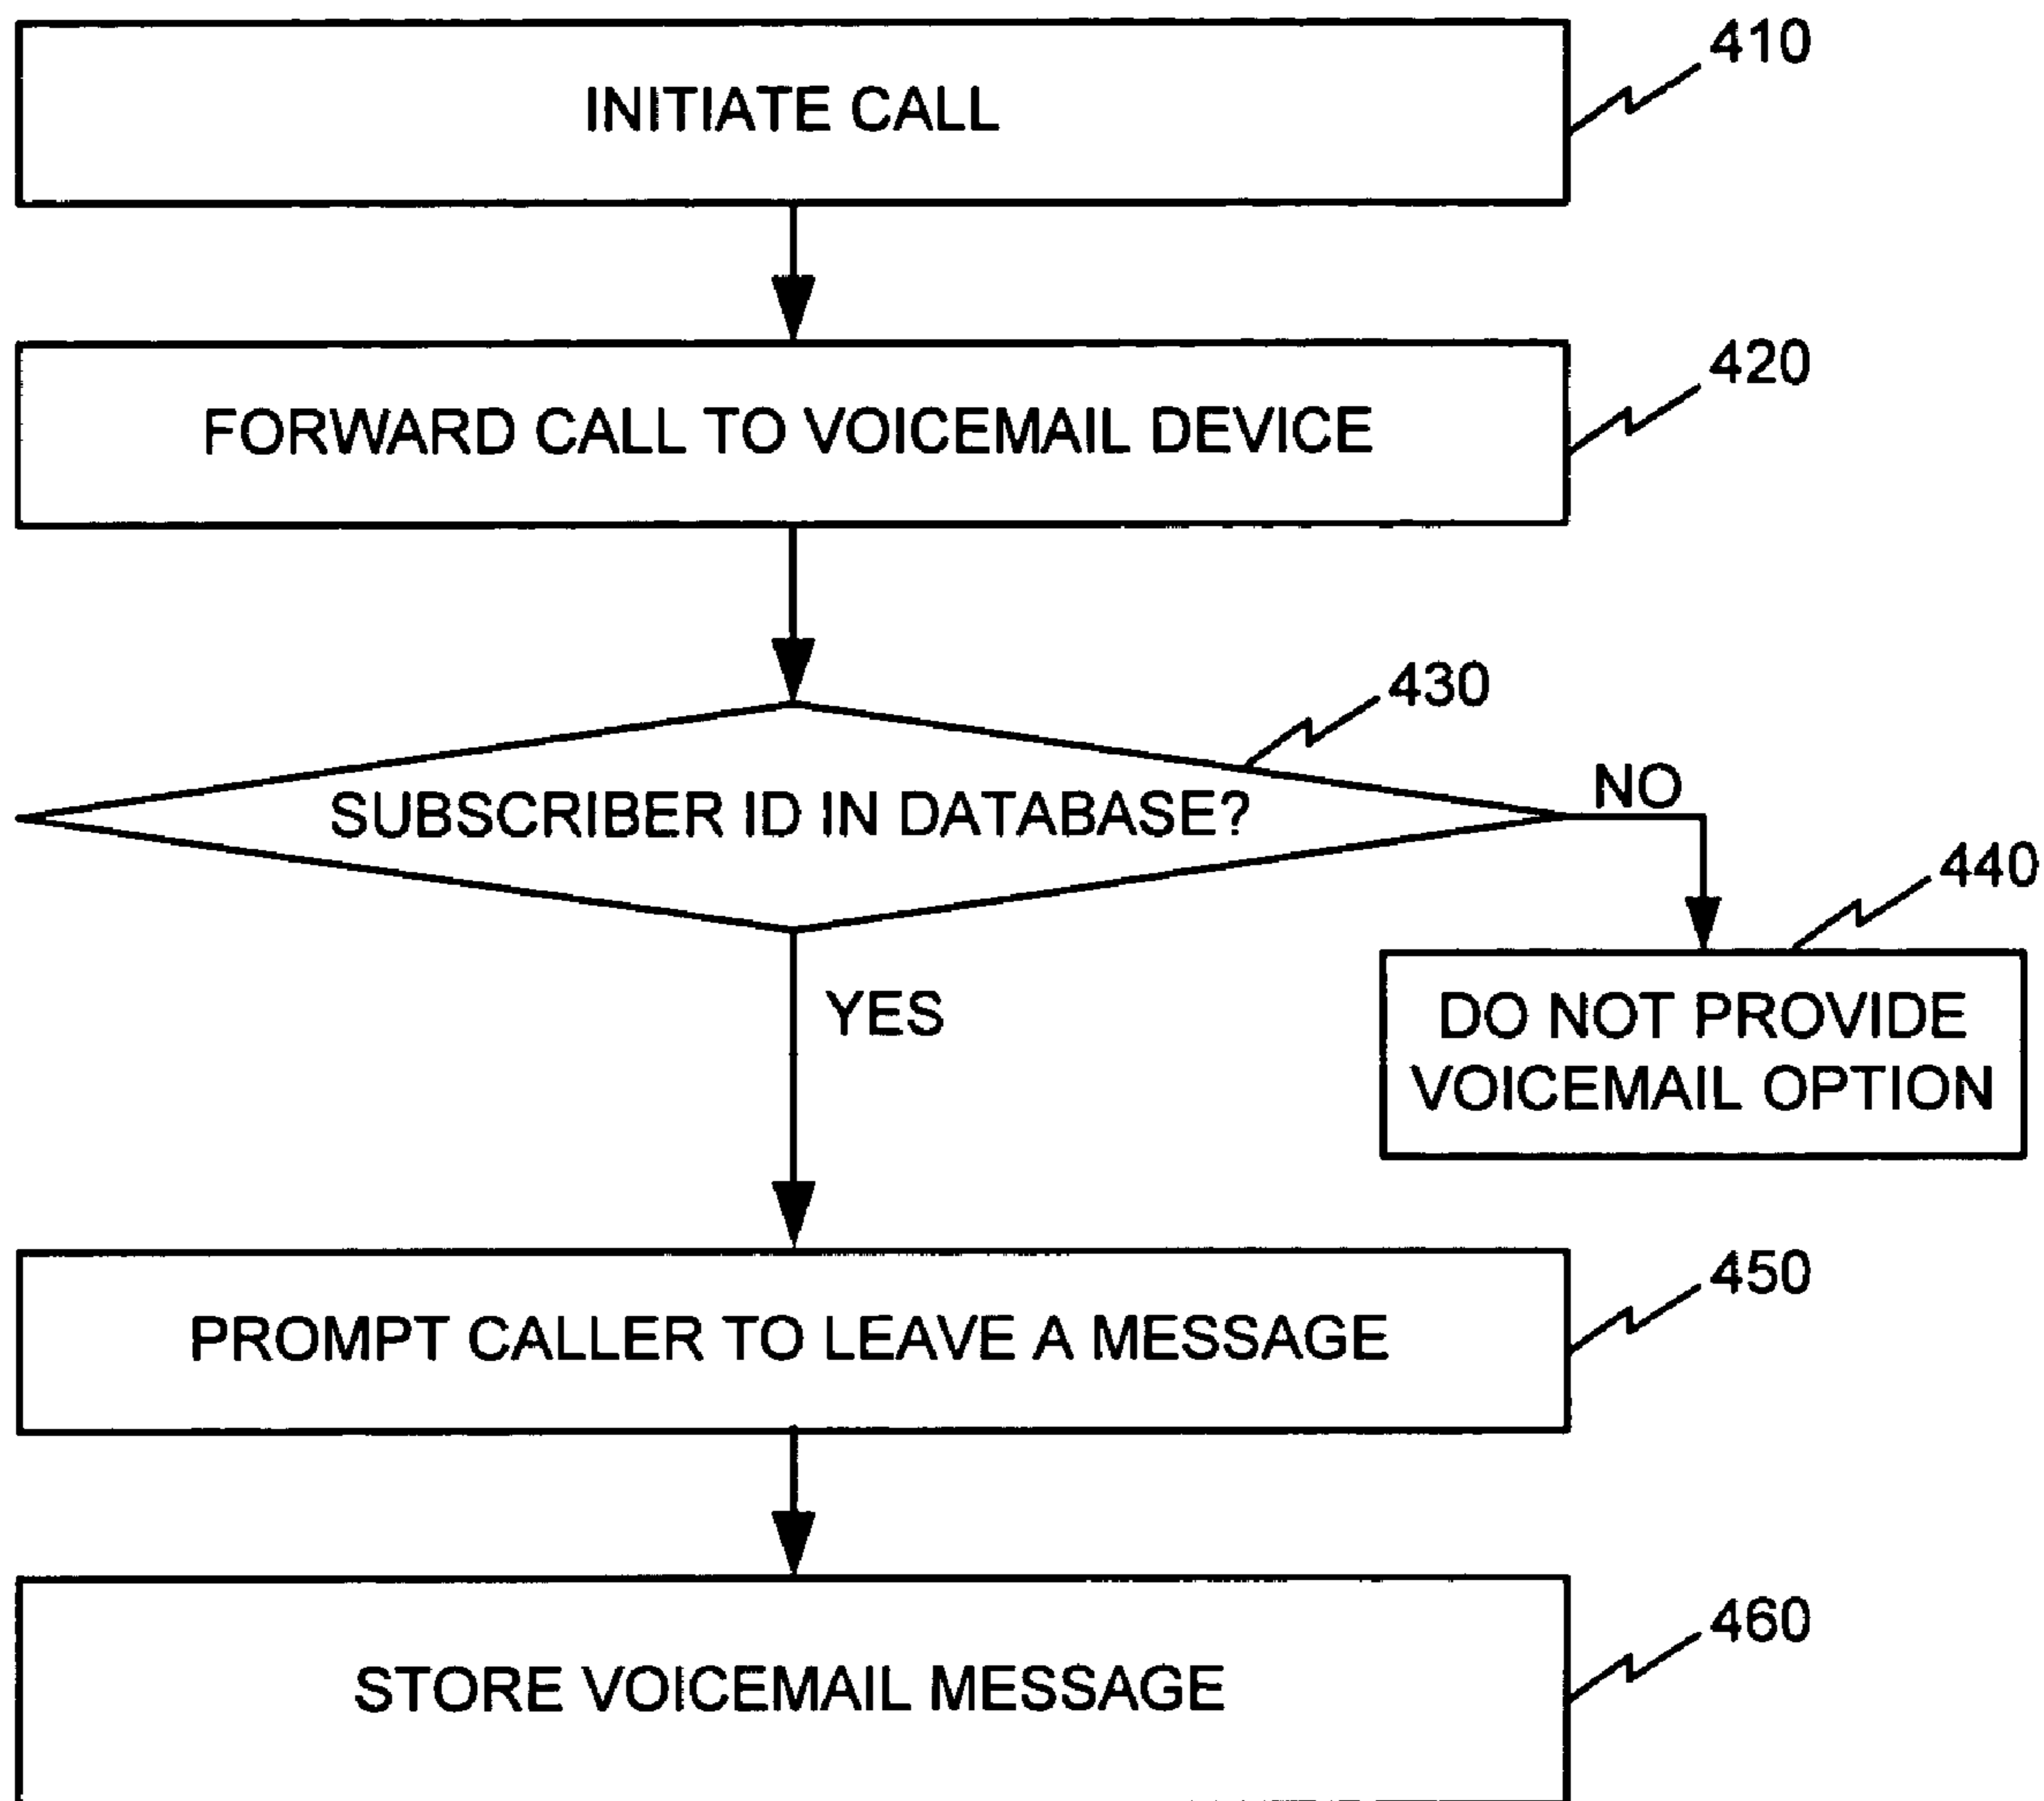 INITIATE CALL
410
FORWARD CALL TO VOICEMAIL DEVICE
420
430
SUBSCRIBER ID IN DATABASE?
NO
440
DO NOT PROVIDE
VOICEMAIL OPTION
YES
PROMPT CALLER TO LEAVE A MESSAGE
450
STORE VOICEMAIL MESSAGE
460